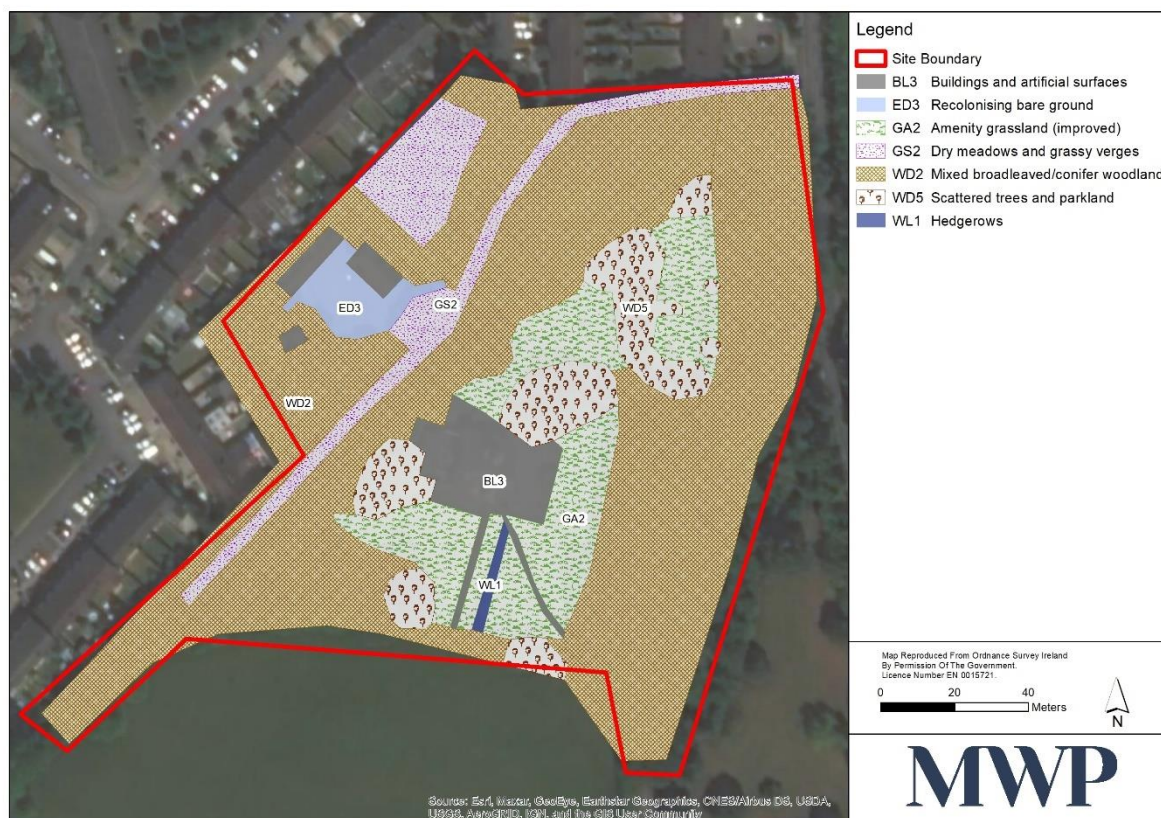 Legend
Site Boundary
BL3 Buildings and artificial surfaces
ED3 Recolonising bare ground
GA2 Amenity grassland (improved)
GS2 Dry meadows and grassy verges
WD2 Mixed broadleaved/conifer woodland
WD5 Scattered trees and parkland
WL1 Hedgerows
ED3
GS2
WD5
WD2
BL3
GA2
WL1
Map Reproduced From Ordnance Survey Ireland
By Permission Of The Government.
Licence Number EN 0015721.
0 20 40
Meters
N
MWP
Source: Esri, Maxar, GeoEye, Earthstar Geographics, CNES/Airbus DS, USDA,
USGS, AeroGRID, IGN, and the GIS User Community